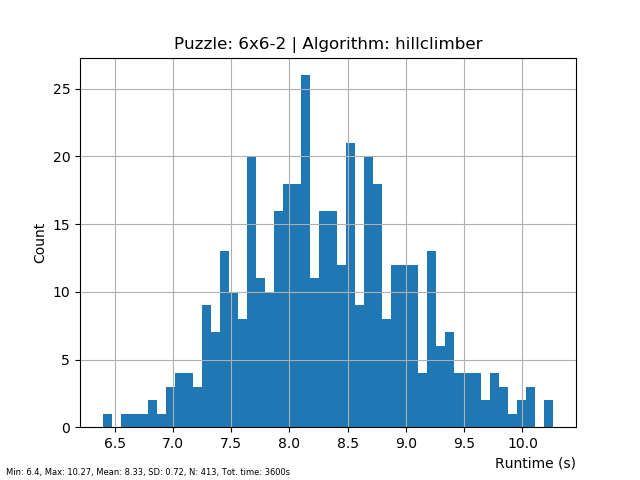 Puzzle: 6x6-2 | Algorithm: hillclimber
25
20
15
10
5
0
Count
6.5 7.0 7.5 8.0 8.5 9.0 9.5 10.0
Runtime (s)
Min: 6.4, Max: 10.27, Mean: 8.33, SD: 0.72, N: 413, Tot. time: 3600s